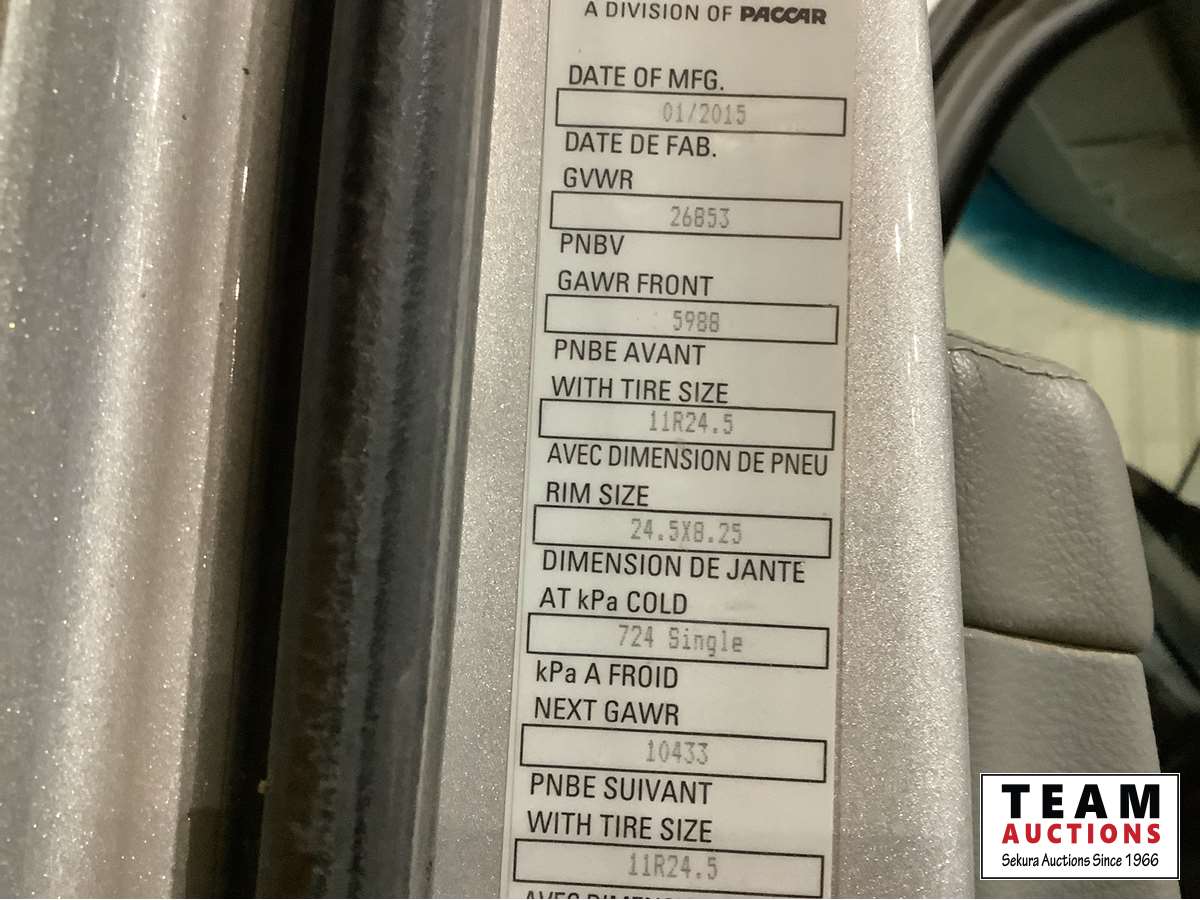 A DIVISION OF PACCAR
DATE OF MFG.
01/2015
DATE DE FAB.
GVWR
26853
PNBV
GAWR FRONT
5988
PNBE AVANT
WITH TIRE SIZE
11R24.5
AVEC DIMENSION DE PNEU
RIM SIZE
24.5X8.25
DIMENSION DE JANTE
AT kPa COLD
724 Single
kPa A FROID
NEXT GAWR
10433
PNBE SUIVANT
WITH TIRE SIZE
11R24.5
TEAM
AUCTIONS
Sekura Auctions Since 1966